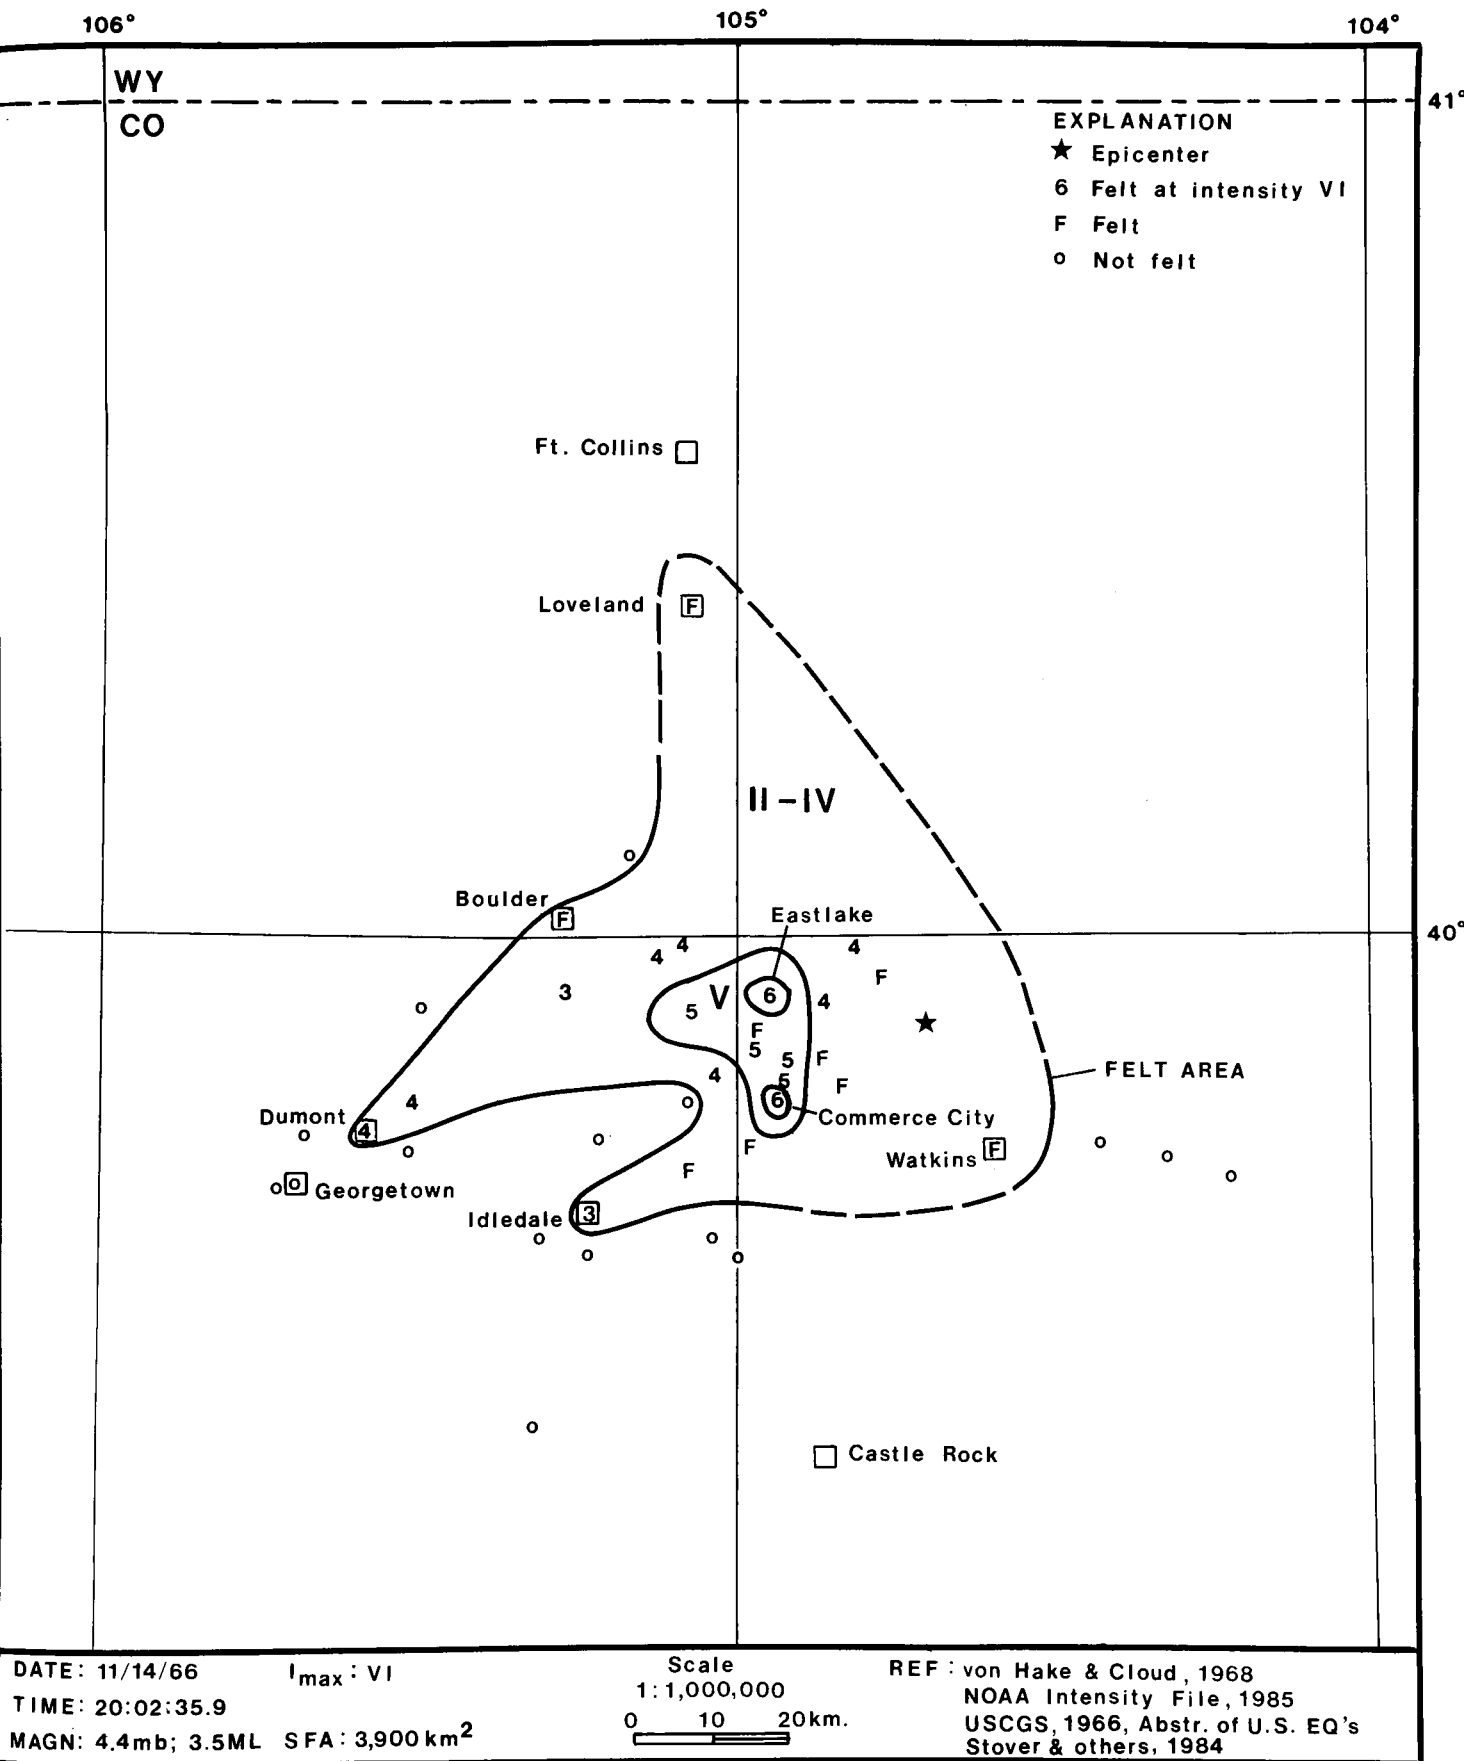 106° 105° 104°
WY
41°
CO
EXPLANATION
★ Epicenter
6 Felt at intensity VI
F Felt
o Not felt
Ft. Collins
Loveland F
II-IV
o
Boulder
F
Eastlake
40°
4 4 4
F
3 V 6
5 4
o
F
5 5 F
FELT AREA
4 5 F
4 o 6
Commerce City
Dumont
o 4 o
o F
Watkins F
o o o
F
o o Georgetown
Idledale 3
o o o o
o
Castle Rock
DATE: 11/14/66
TIME: 20:02:35.9
MAGN: 4.4mb; 3.5ML SFA: 3,900 km2
Imax: VI
Scale
1:1,000,000
0 10 20km.
REF: von Hake & Cloud, 1968
NOAA Intensity File, 1985
USCGS, 1966, Abstr. of U.S. EQ's
Stover & others, 1984